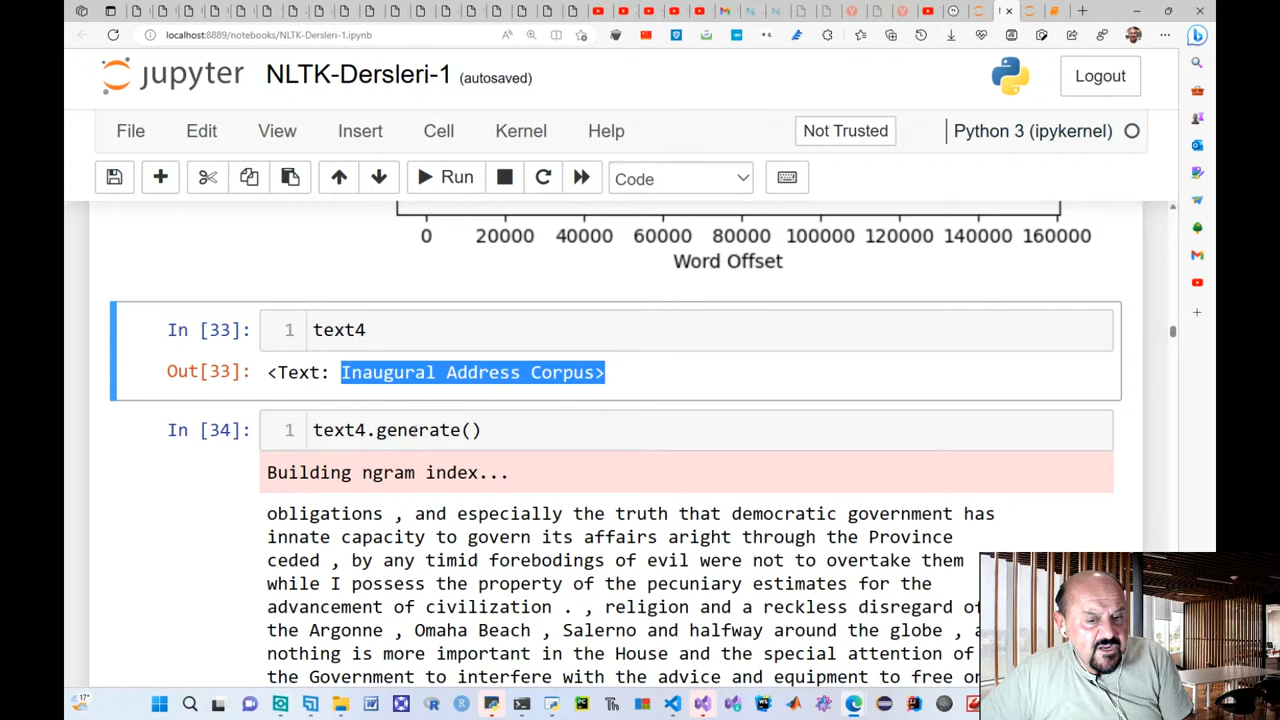 localhost:8889/notebooks/NLTK-Dersleri-1.ipynb
jupyter NLTK-Dersleri-1 (autosaved) Logout
File Edit View Insert Cell Kernel Help Not Trusted Python 3 (ipykernel)
Run Code
0 20000 40000 60000 80000 100000 120000 140000 160000
Word Offset
In [33]: 1 text4
Out[33]: <Text: Inaugural Address Corpus>
In [34]: 1 text4.generate()
Building ngram index...
obligations , and especially the truth that democratic government has
innate capacity to govern its affairs aright through the Province
ceded , by any timid forebodings of evil were not to overtake them
while I possess the property of the pecuniary estimates for the
advancement of civilization . , religion and a reckless disregard of
the Argonne , Omaha Beach , Salerno and halfway around the globe ,
nothing is more important in the House and the special attention of
the Government to interfere with the advice and equipment to free
17°